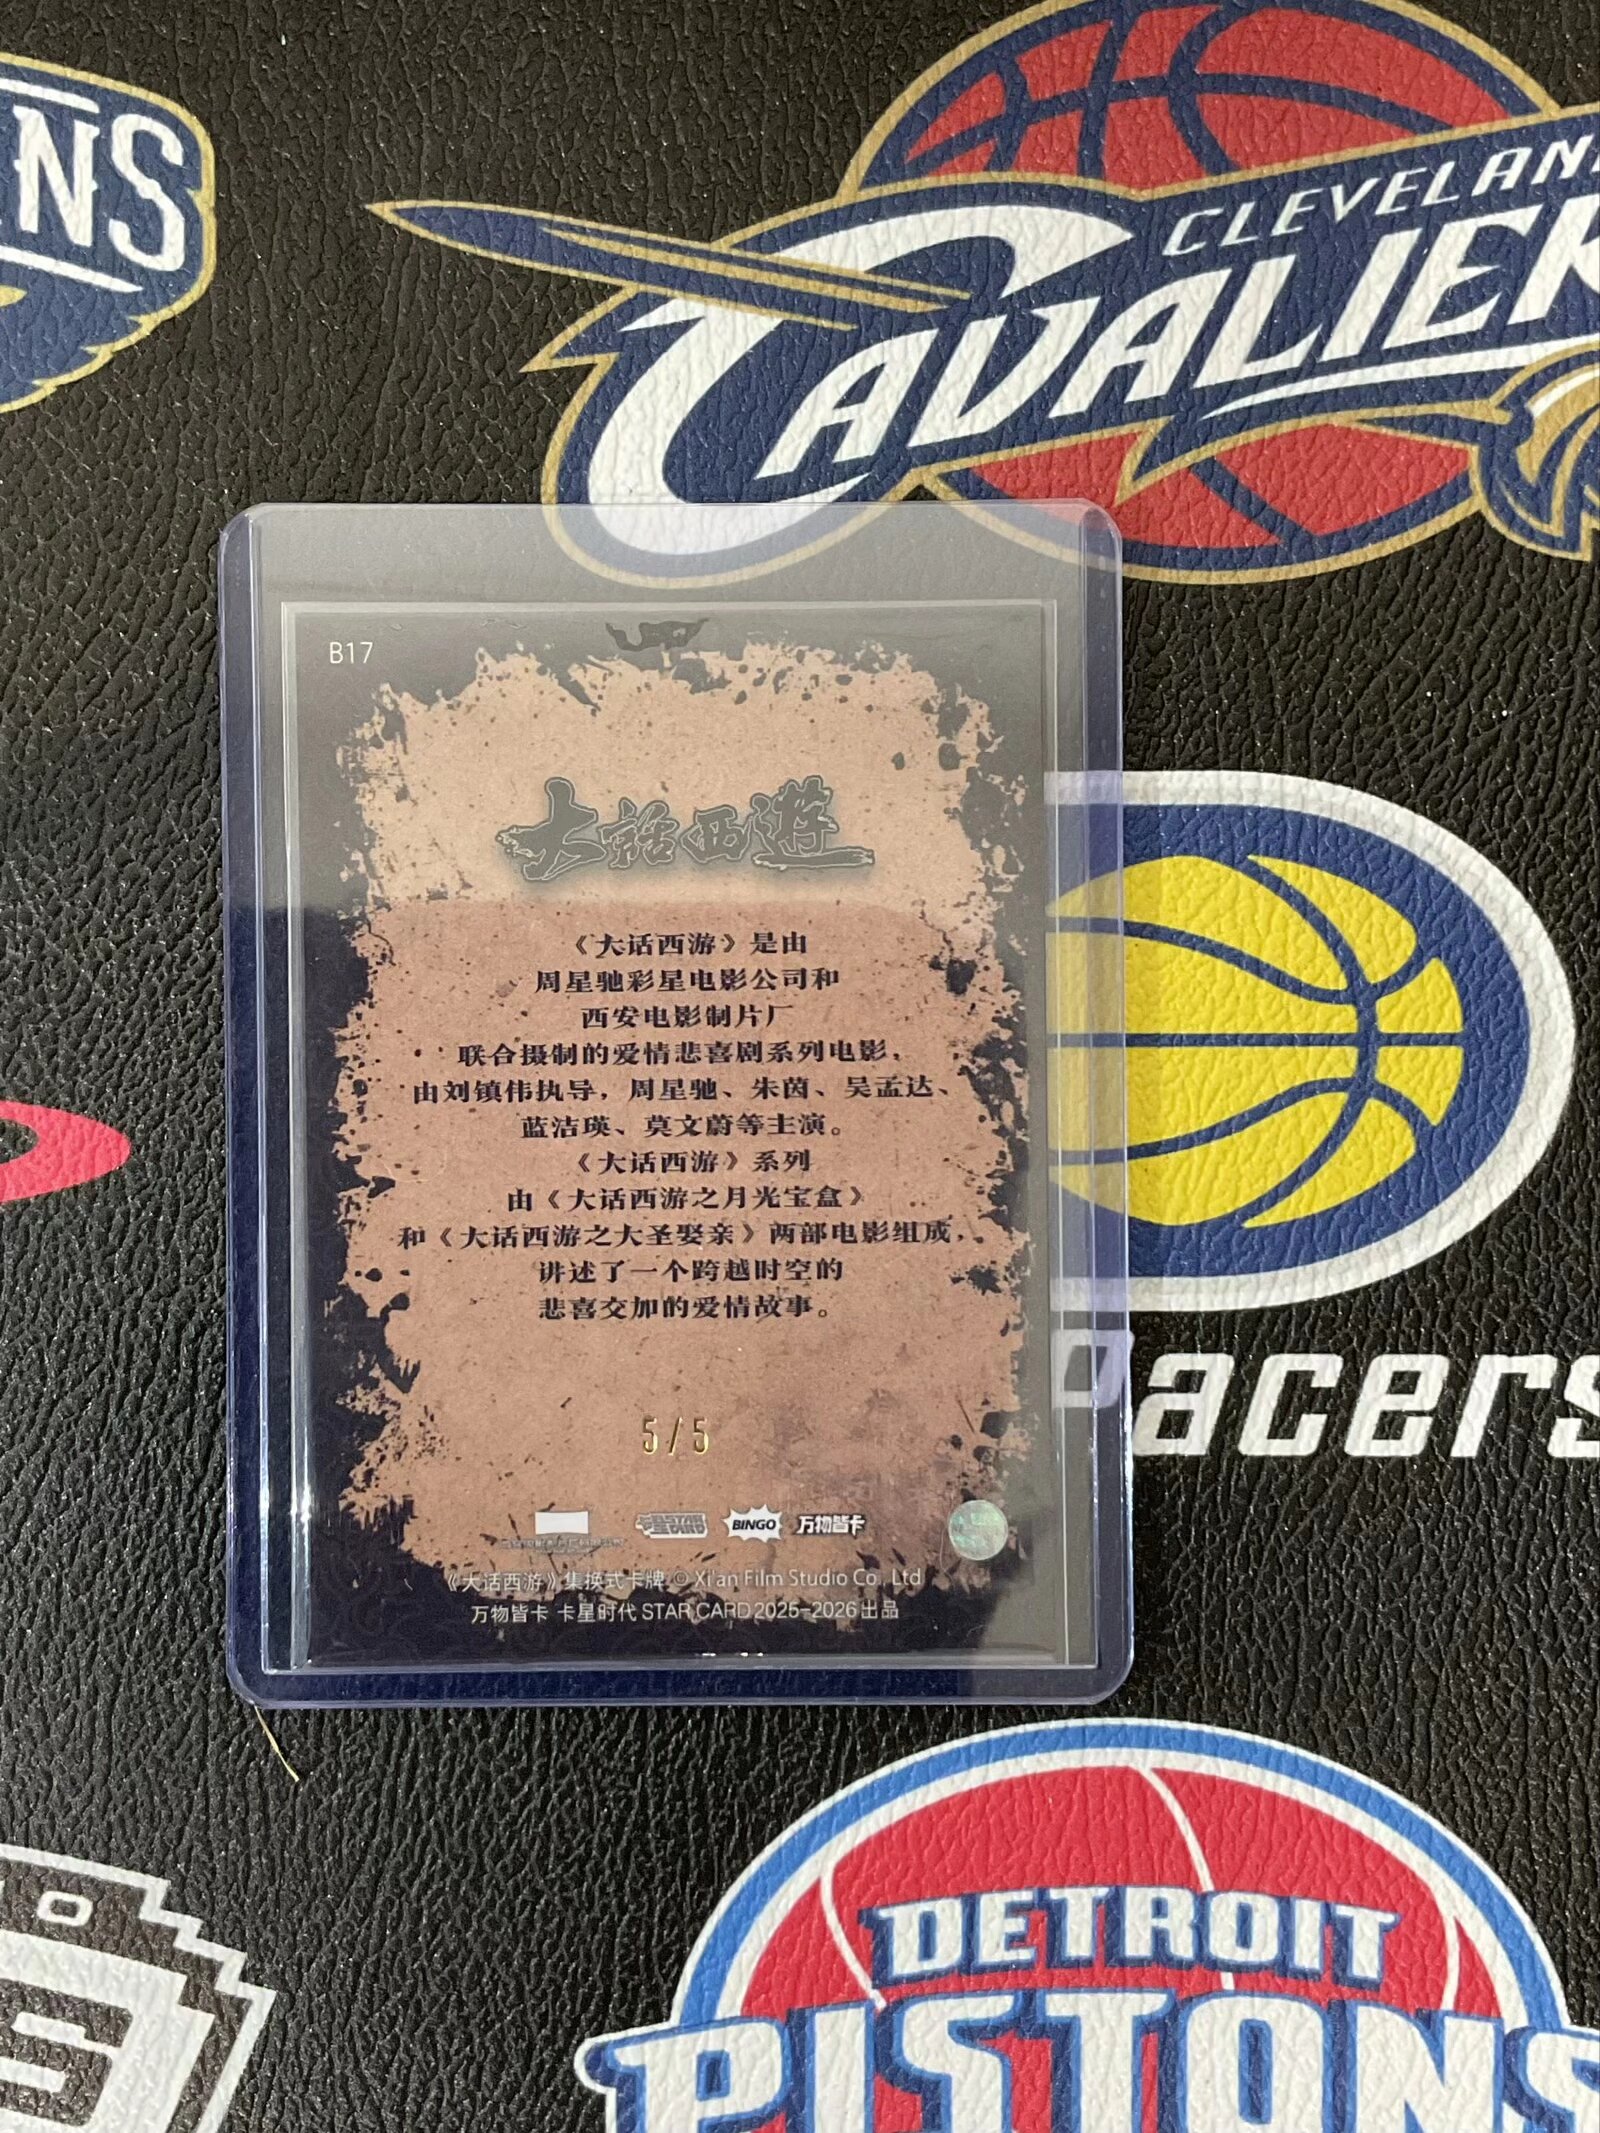 NS
CLEVELAN
CAVALIER
B17
大話西遊
《大话西游》是由
周星驰彩星电影公司和
西安电影制片厂
联合摄制的爱情悲喜剧系列电影，
由刘镇伟执导，周星驰、朱茵、吴孟达、
蓝洁瑛、莫文蔚等主演。
《大话西游》系列
由《大话西游之月光宝盒》
和《大话西游之大圣娶亲》两部电影组成，
讲述了一个跨越时空的
悲喜交加的爱情故事。
Pacers
5/5
BINGO 万物皆卡
《大话西游》集换式卡牌 © Xi'an Film Studio Co., Ltd
万物皆卡 卡星时代 STAR CARD 2025-2026 出品
DETROIT
PISTONS